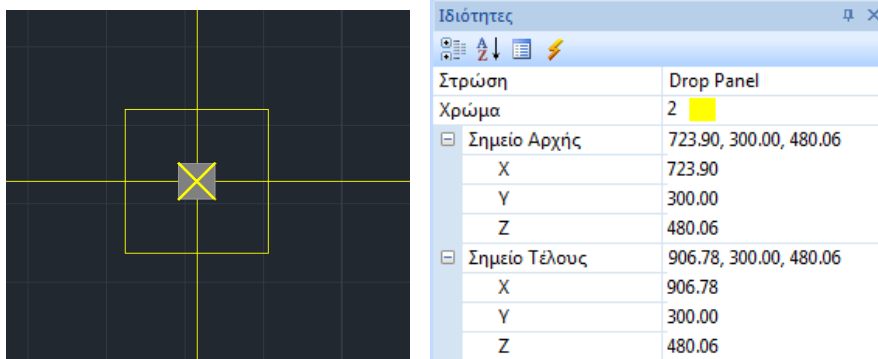 Ιδιότητες
Στρώση Drop Panel
Χρώμα 2
Σημείο Αρχής 723.90, 300.00, 480.06
X 723.90
Y 300.00
Z 480.06
Σημείο Τέλους 906.78, 300.00, 480.06
X 906.78
Y 300.00
Z 480.06